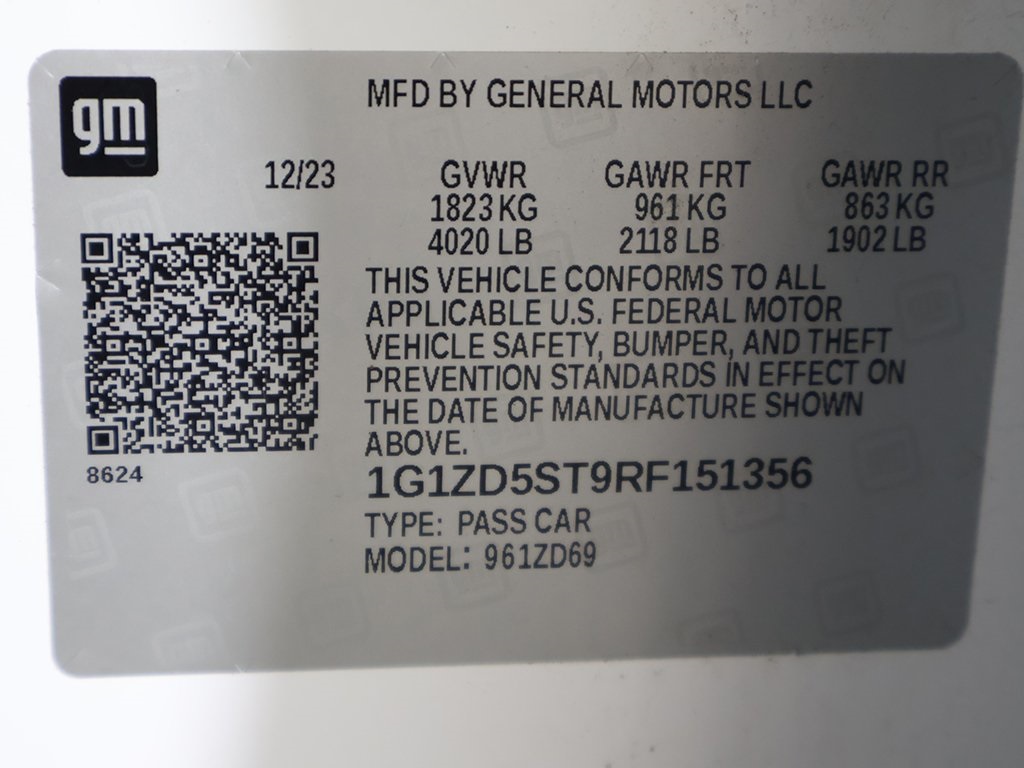 gm
MFD BY GENERAL MOTORS LLC
12/23 GVWR GAWR FRT GAWR RR
1823 KG 961 KG 863 KG
4020 LB 2118 LB 1902 LB
THIS VEHICLE CONFORMS TO ALL
APPLICABLE U.S. FEDERAL MOTOR
VEHICLE SAFETY, BUMPER, AND THEFT
PREVENTION STANDARDS IN EFFECT ON
THE DATE OF MANUFACTURE SHOWN
ABOVE.
8624
1G1ZD5ST9RF151356
TYPE: PASS CAR
MODEL: 961ZD69